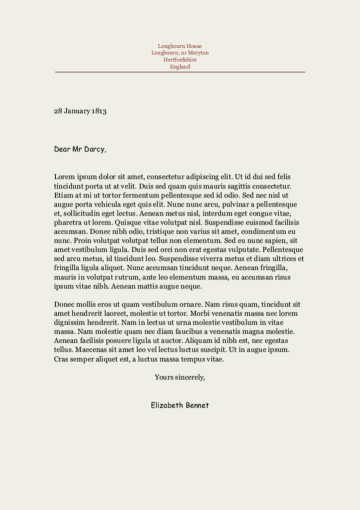 Longbourn House
Longbourn, nr Meryton
Hertfordshire
England
28 January 1813
Dear Mr Darcy,
Lorem ipsum dolor sit amet, consectetur adipiscing elit. Ut id dui sed felis
tincidunt porta ut at velit. Duis sed quam quis mauris sagittis consectetur.
Etiam at mi ut tortor fermentum pellentesque sed id odio. Sed nec nisl ut
augue porta vehicula eget quis elit. Nunc nunc arcu, pulvinar a pellentesque
et, sollicitudin eget lectus. Aenean metus nisl, interdum eget congue vitae,
pharetra ut lorem. Quisque vitae volutpat nisl. Suspendisse euismod facilisis
accumsan. Donec nibh odio, tristique non varius sit amet, condimentum eu
nunc. Proin volutpat volutpat tellus non elementum. Sed eu nunc sapien, sit
amet vestibulum ligula. Duis sed orci non erat egestas vulputate. Pellentesque
sed arcu metus, id tincidunt leo. Suspendisse viverra metus et diam ultrices et
fringilla ligula aliquet. Nunc accumsan tincidunt neque. Aenean fringilla,
mauris in volutpat rutrum, ante leo elementum massa, eu accumsan risus
ipsum vitae nibh. Aenean mattis augue neque.
Donec mollis eros ut quam vestibulum ornare. Nam risus quam, tincidunt sit
amet hendrerit laoreet, molestie ut tortor. Morbi venenatis massa nec lorem
dignissim hendrerit. Nam in lectus ut urna molestie vestibulum in vitae
massa. Nam molestie quam nec diam faucibus a venenatis magna molestie.
Aenean facilisis posuere ligula ut auctor. Aliquam id nibh est, nec egestas
tellus. Maecenas sit amet leo vel lectus luctus suscipit. Ut in augue ipsum.
Cras semper aliquet est, a luctus massa tempus vitae.
Yours sincerely,
Elizabeth Bennet